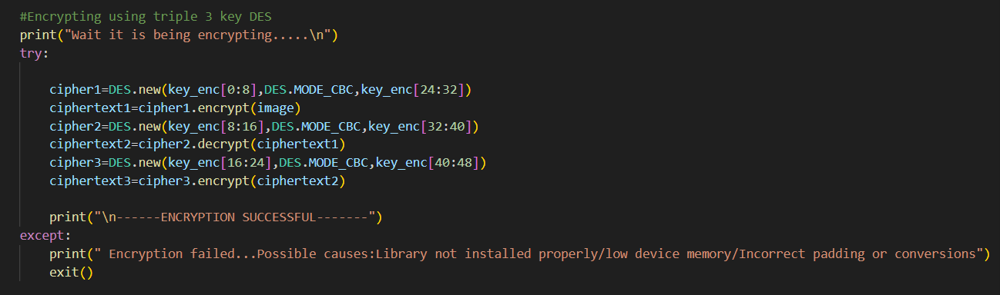 #Encrypting using triple 3 key DES
print("Wait it is being encrypting.....\n")
try:
cipher1=DES.new(key_enc[0:8],DES.MODE_CBC,key_enc[24:32])
ciphertext1=cipher1.encrypt(image)
cipher2=DES.new(key_enc[8:16],DES.MODE_CBC,key_enc[32:40])
ciphertext2=cipher2.decrypt(ciphertext1)
cipher3=DES.new(key_enc[16:24],DES.MODE_CBC,key_enc[40:48])
ciphertext3=cipher3.encrypt(ciphertext2)
print("\n------ENCRYPTION SUCCESSFUL-------")
except:
print(" Encryption failed...Possible causes:Library not installed properly/low device memory/Incorrect padding or conversions")
exit()